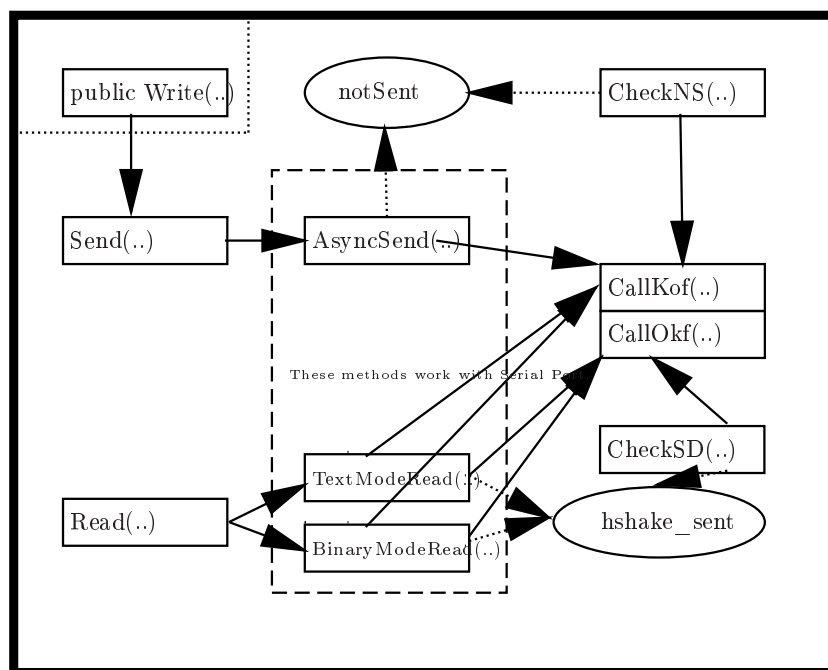 public Write(..)
notSent
CheckNS(..)
Send(..)
AsyncSend(..)
CallKof(..)
CallOkf(..)
These methods work with Serial Port.
CheckSD(..)
TextModeRead(..)
Read(..)
hshake_sent
BinaryModeRead(..)